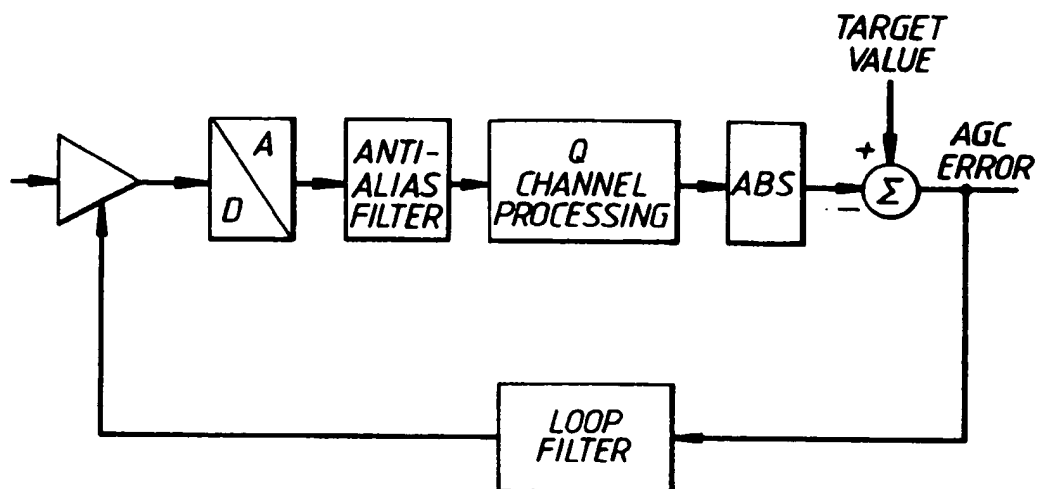 TARGET
VALUE
A
D
ANTI-
ALIAS
FILTER
Q
CHANNEL
PROCESSING
ABS
+
−
Σ
AGC
ERROR
LOOP
FILTER